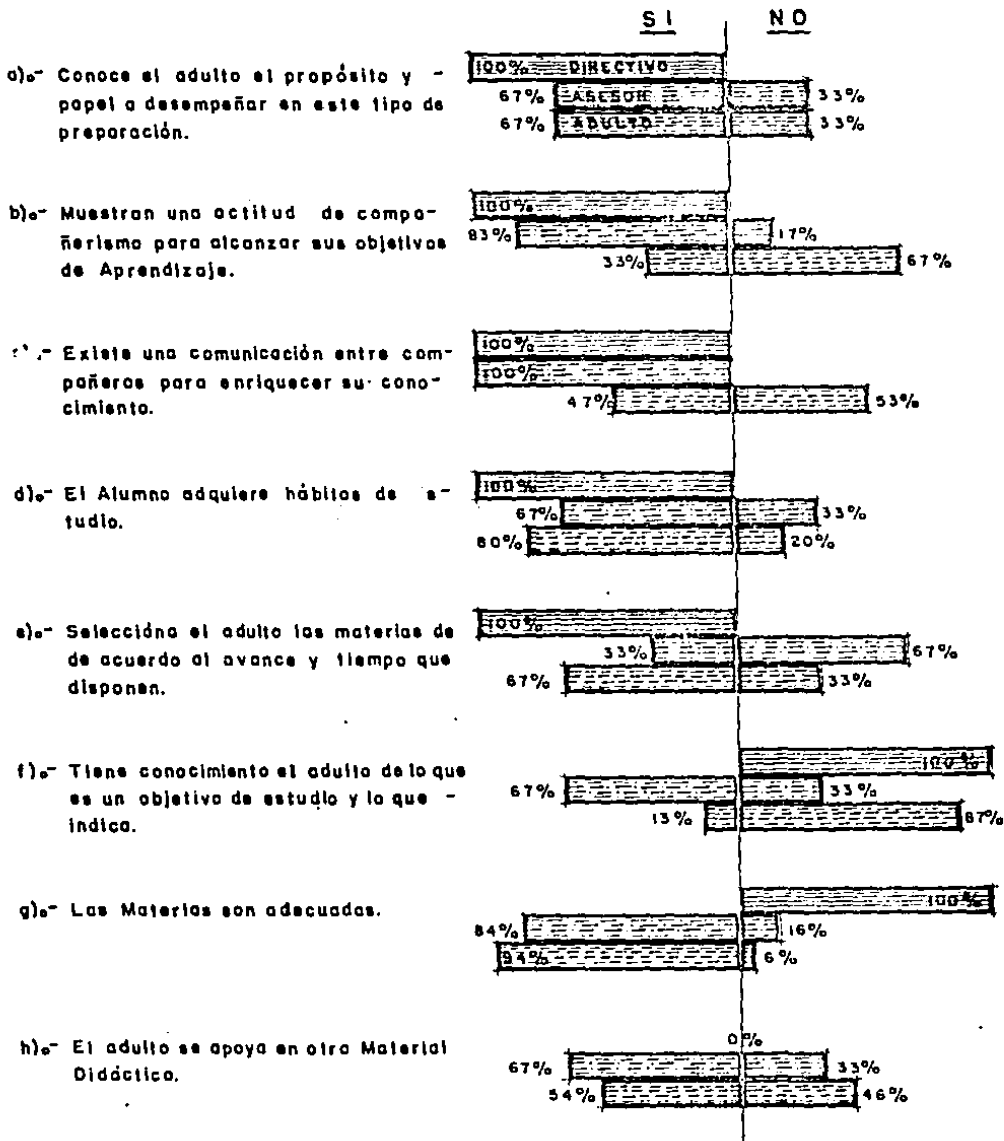 SI NO
a).- Conoce el adulto el propósito y -
papel a desempeñar en este tipo de
preparación.
100% DIRECTIVO
67% ASESOR 33%
67% ADULTO 33%
b).- Muestran una actitud de compa-
ñerismo para alcanzar sus objetivos
de Aprendizaje.
100%
83% 17%
33% 67%
.- Existe una comunicación entre com-
pañeros para enriquecer su cono-
cimiento.
100%
100%
47% 53%
d).- El Alumno adquiere hábitos de s-
tudio.
100%
67% 33%
80% 20%
e).- Selecciona el adulto las materias de
de acuerdo al avance y tiempo que
disponen.
100%
33% 67%
67% 33%
f).- Tiene conocimiento el adulto de lo que
es un objetivo de estudio y lo que -
indica.
100%
67% 33%
13% 87%
g).- Las Materias son adecuadas.
100%
84% 16%
94% 6%
h).- El adulto se apoya en otro Material
Didáctico.
0%
67% 33%
54% 46%